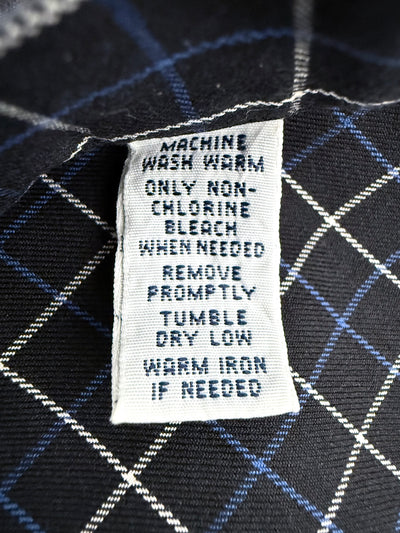 MACHINE
WASH WARM
ONLY NON-
CHLORINE
BLEACH
WHEN NEEDED
REMOVE
PROMPTLY
TUMBLE
DRY LOW
WARM IRON
IF NEEDED